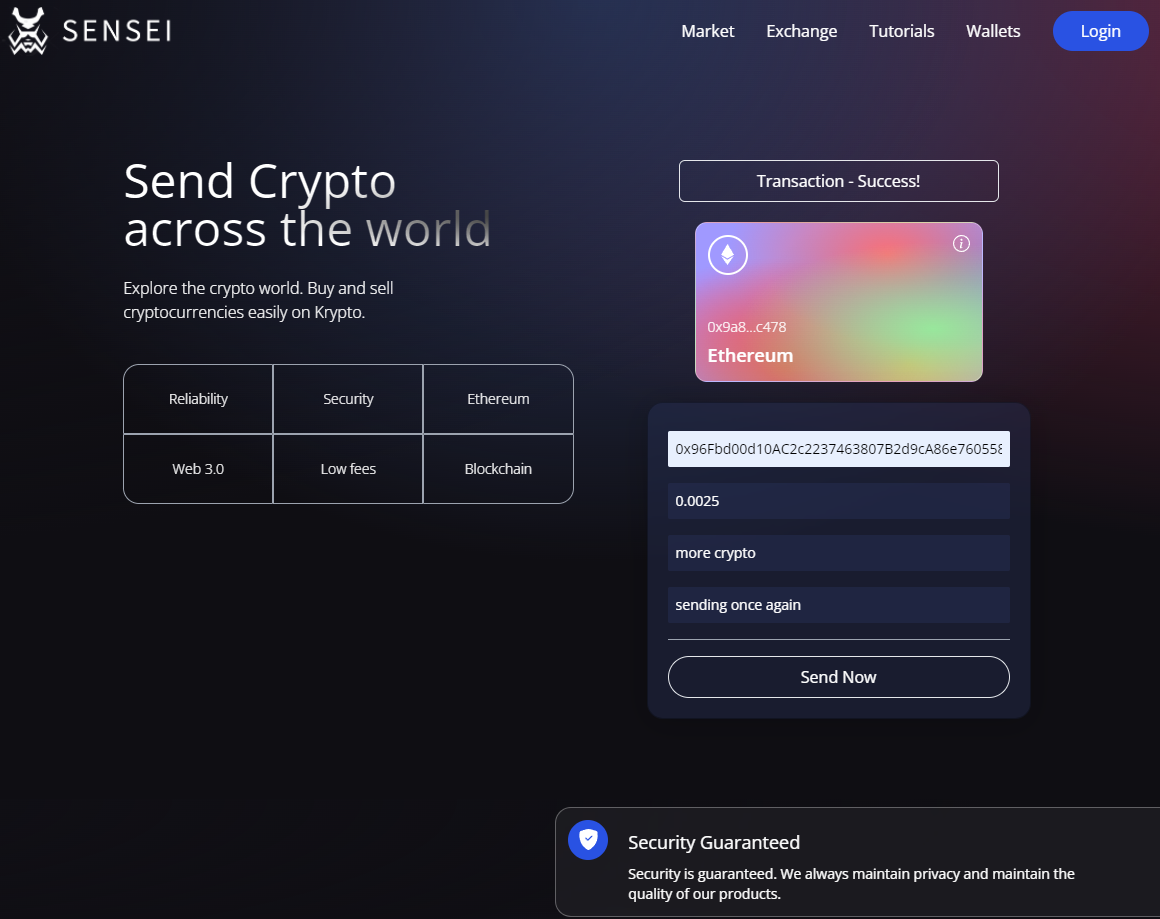 SENSEI
Market
Exchange
Tutorials
Wallets
Login
Send Crypto
across the world
Explore the crypto world. Buy and sell
cryptocurrencies easily on Krypto.
Reliability
Security
Ethereum
Web 3.0
Low fees
Blockchain
Transaction - Success!
0x9a8...c478
Ethereum
0x96Fbd00d10AC2c2237463807B2d9cA86e760558
0.0025
more crypto
sending once again
Send Now
Security Guaranteed
Security is guaranteed. We always maintain privacy and maintain the
quality of our products.